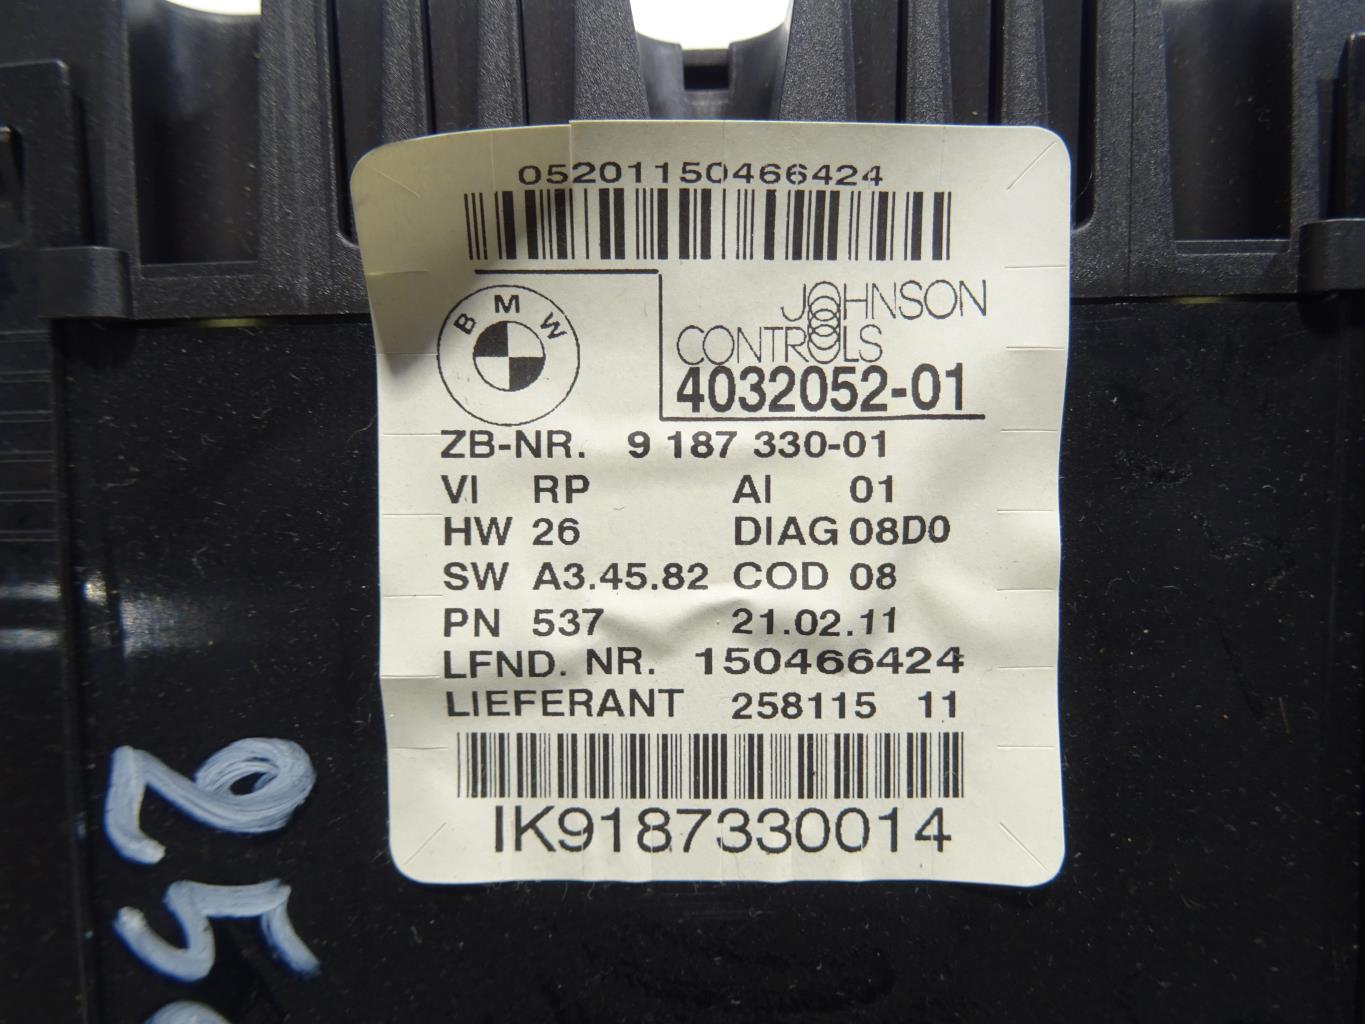 05201150466424
BMW
JOHNSON
CONTROLS
4032052-01
ZB-NR. 9 187 330-01
VI RP AI 01
HW 26 DIAG 08D0
SW A3.45.82 COD 08
PN 537 21.02.11
LFND. NR. 150466424
LIEFERANT 258115 11
IK9187330014
25